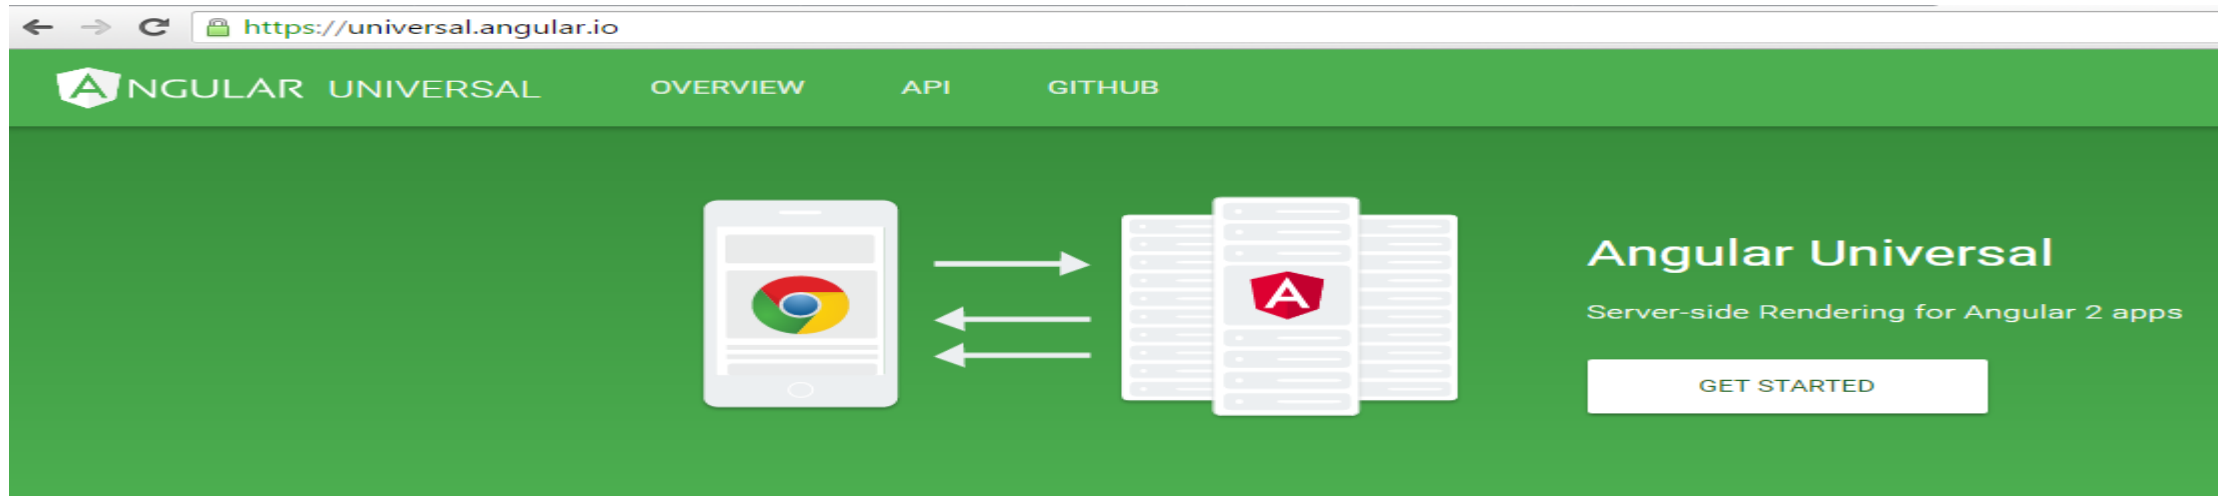 https://universal.angular.io
ANGULAR UNIVERSAL OVERVIEW API GITHUB
A
Angular Universal
Server-side Rendering for Angular 2 apps
GET STARTED